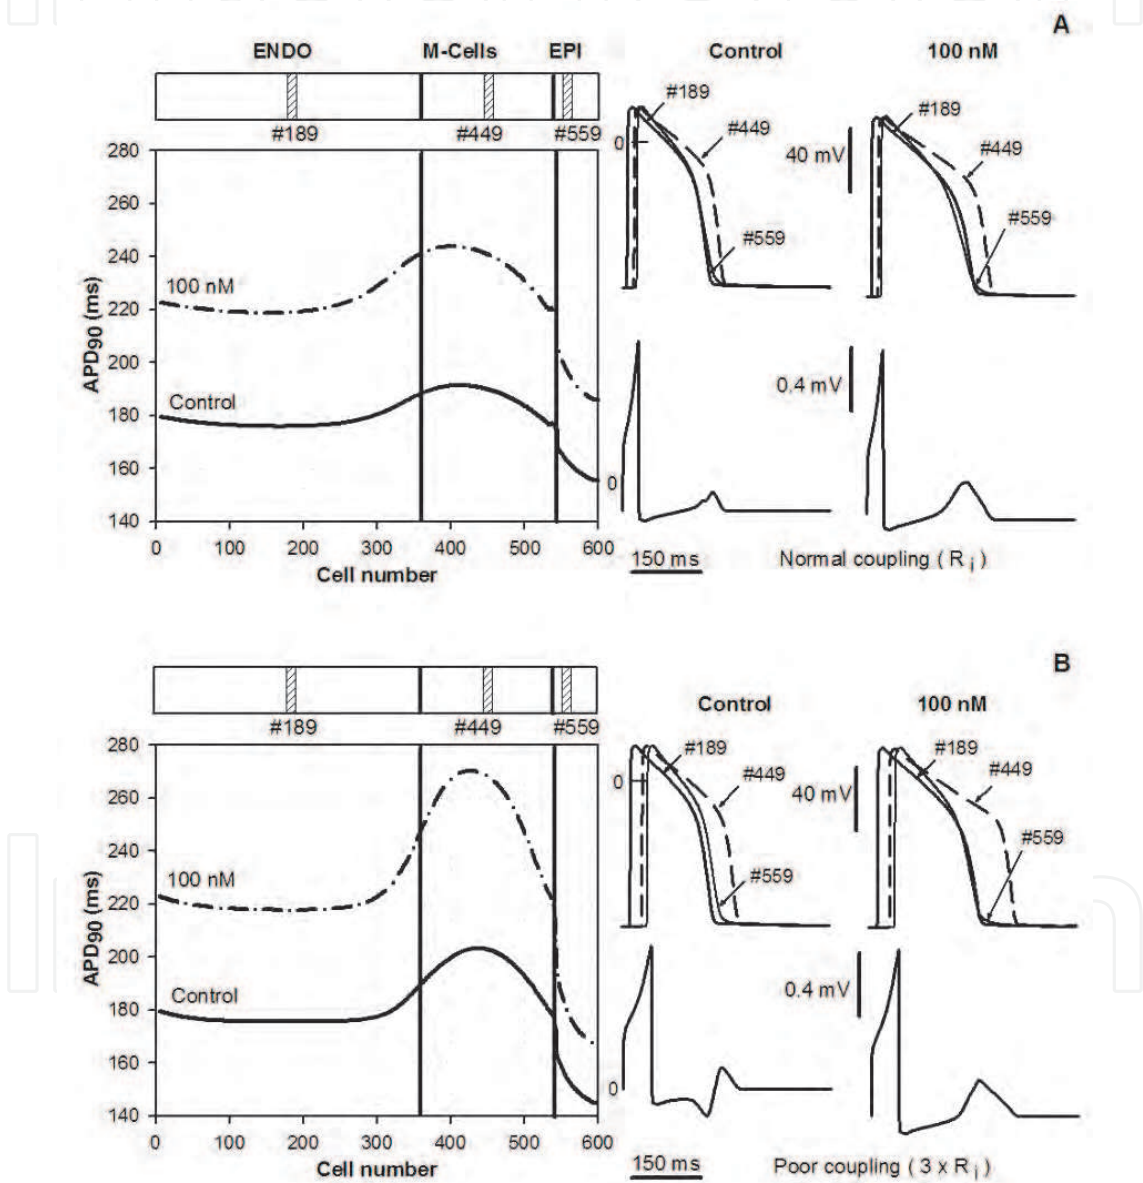 A
ENDO M-Cells EPI Control 100 nM
#189 #449 #559
#189 #449 #559
0 40 mV
#189 #449 #559
APD90 (ms)
280
260
240
220
200
180
160
140
100 nM
Control
0.4 mV
0
0 100 200 300 400 500 600
Cell number
150 ms Normal coupling ( R i )
B
Control 100 nM
#189 #449 #559
#189 #449 #559
0 40 mV
#189 #449 #559
APD90 (ms)
280
260
240
220
200
180
160
140
100 nM
Control
0.4 mV
0
0 100 200 300 400 500 600
Cell number
150 ms Poor coupling ( 3 x R i )